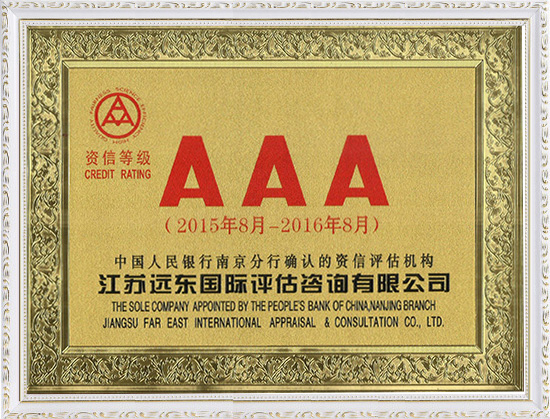 资信等级
CREDIT RATING
AAA
(2015年8月-2016年8月)
中国人民银行南京分行确认的资信评估机构
江苏远东国际评估咨询有限公司
THE SOLE COMPANY APPOINTED BY THE PEOPLE'S BANK OF CHINA,NANJING BRANCH
JIANGSU FAR EAST INTERNATIONAL APPRAISAL & CONSULTATION CO., LTD.